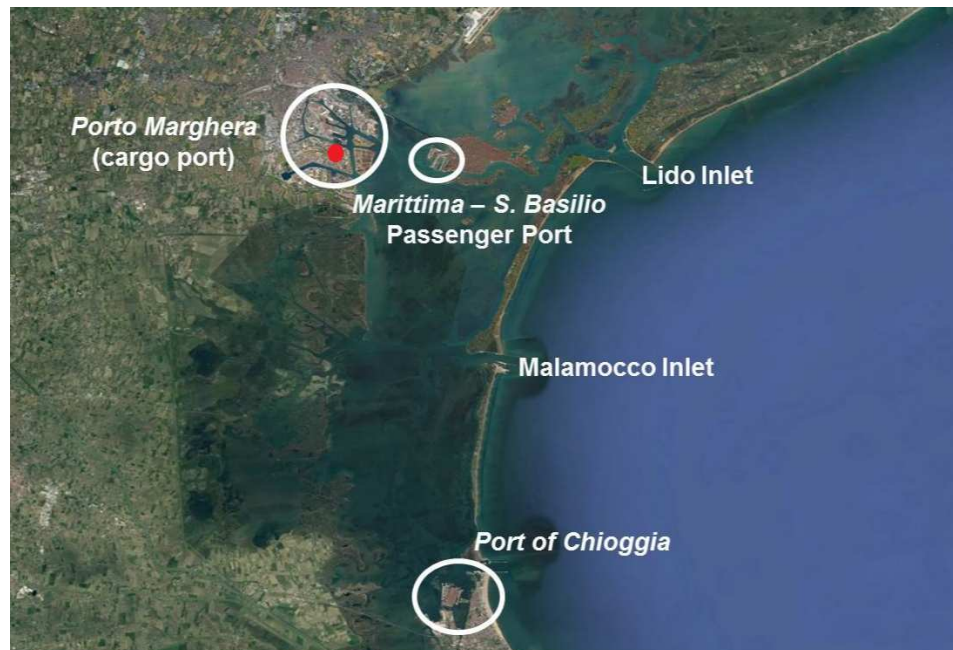 Porto Marghera
(cargo port)
Lido Inlet
Marittima – S. Basilio
Passenger Port
Malamocco Inlet
Port of Chioggia